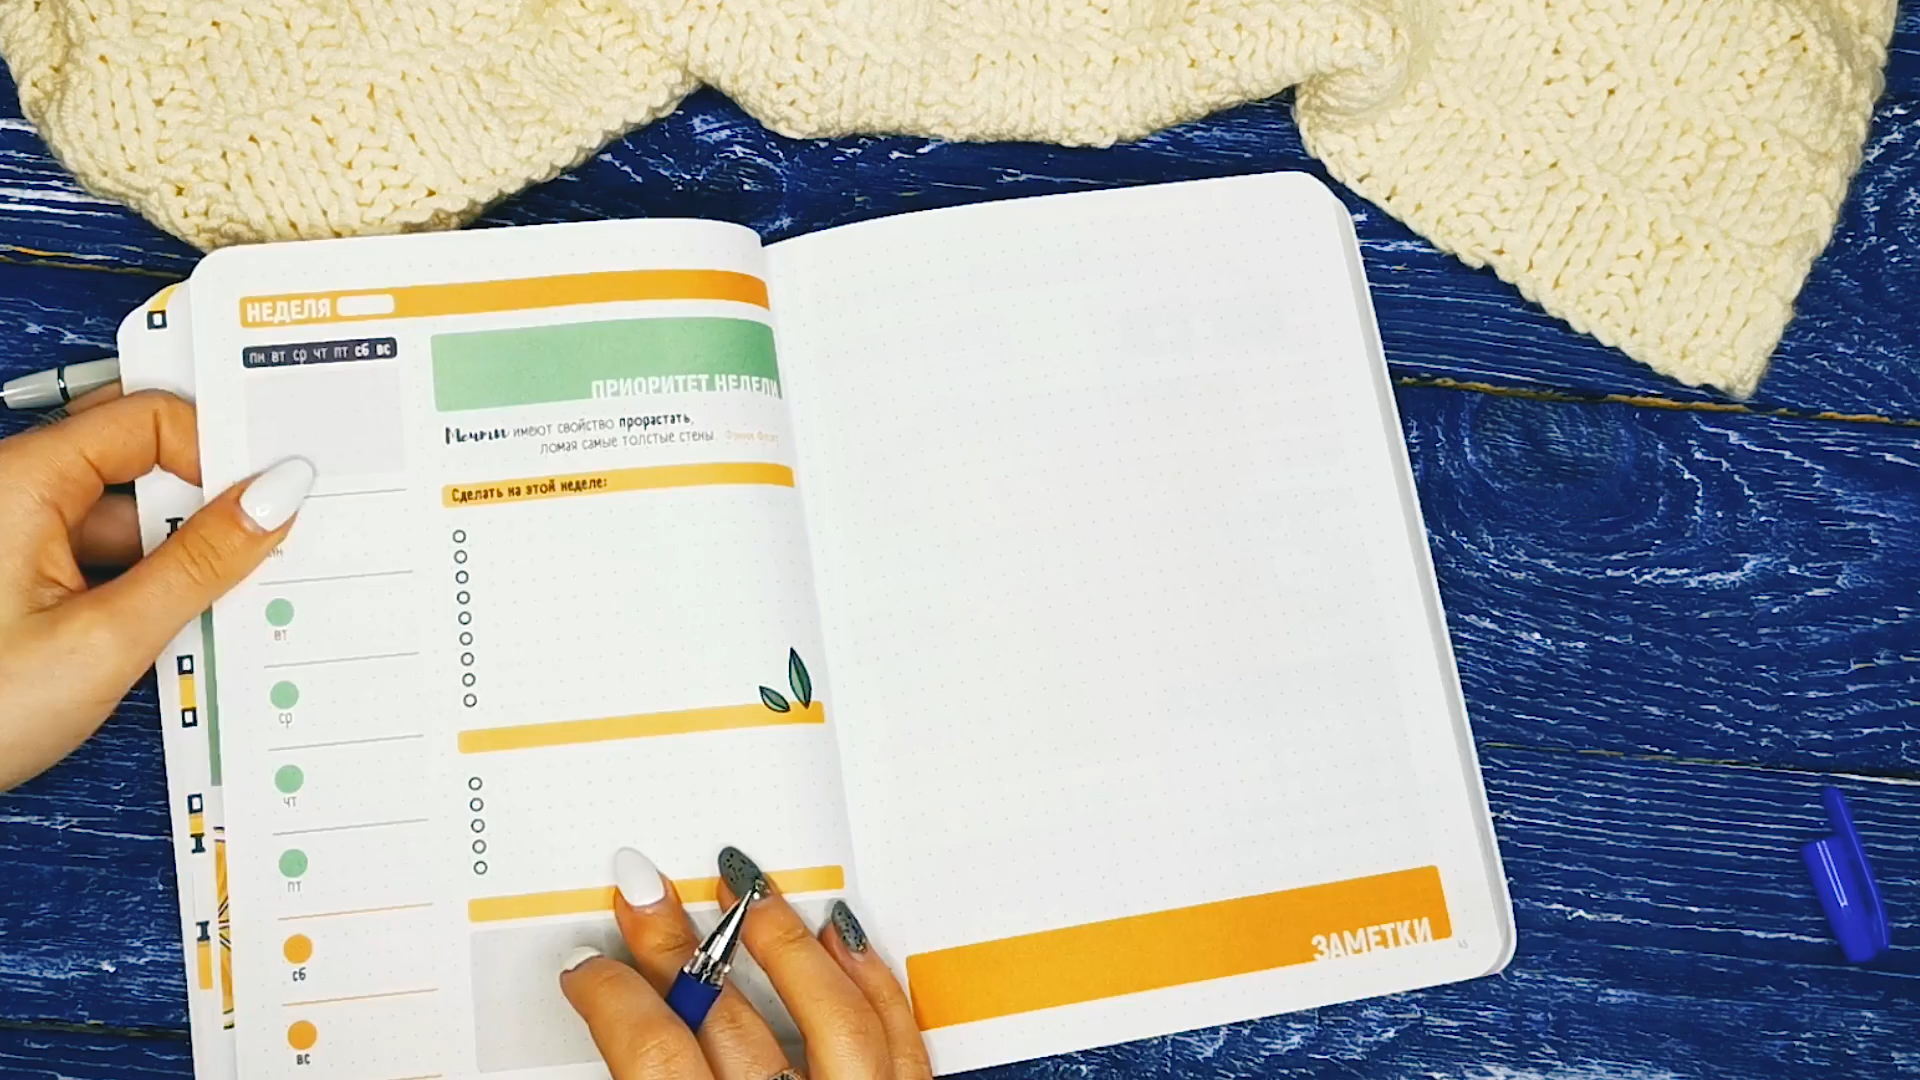 НЕДЕЛЯ
пн вт ср чт пт сб вс
ПРИОРИТЕТ НЕДЕЛИ
Мечты имеют свойство прорастать,
ломая самые толстые стены.
Сделать на этой неделе:
вт
ср
чт
пт
сб
вс
ЗАМЕТКИ